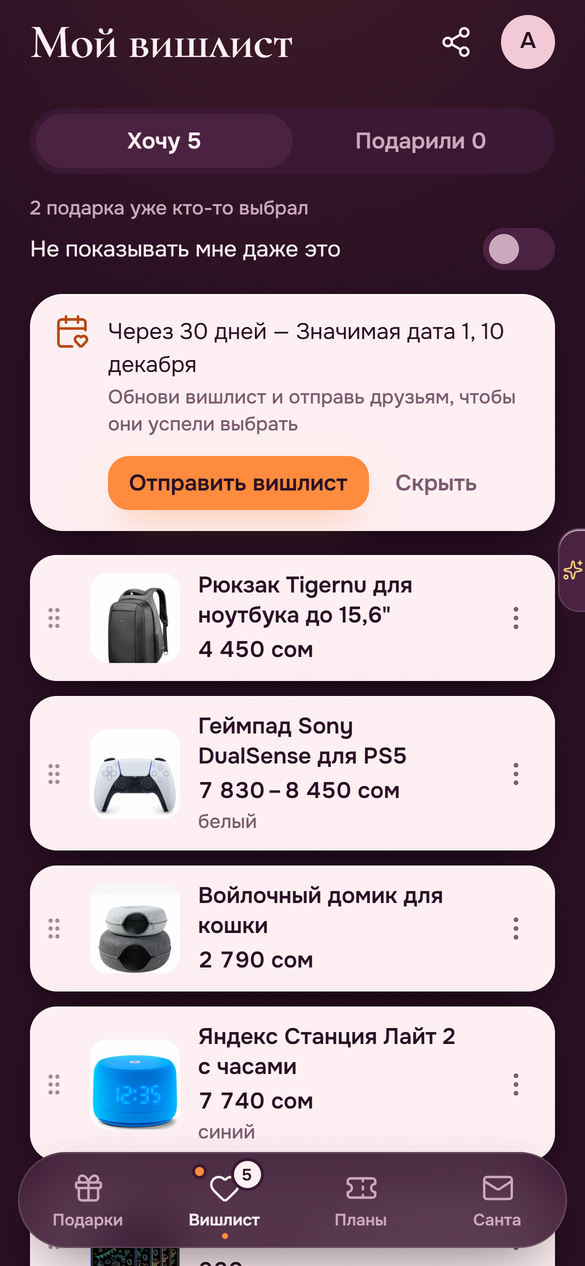 Мой вишлист
А
Хочу 5
Подарили 0
2 подарка уже кто-то выбрал
Не показывать мне даже это
Через 30 дней — Значимая дата 1, 10
декабря
Обнови вишлист и отправь друзьям, чтобы
они успели выбрать
Отправить вишлист
Скрыть
Рюкзак Tigernu для
ноутбука до 15,6"
4 450 сом
Геймпад Sony
DualSense для PS5
7 830 – 8 450 сом
белый
Войлочный домик для
кошки
2 790 сом
Яндекс Станция Лайт 2
с часами
12:35
7 740 сом
синий
5
Подарки
Вишлист
Планы
Санта